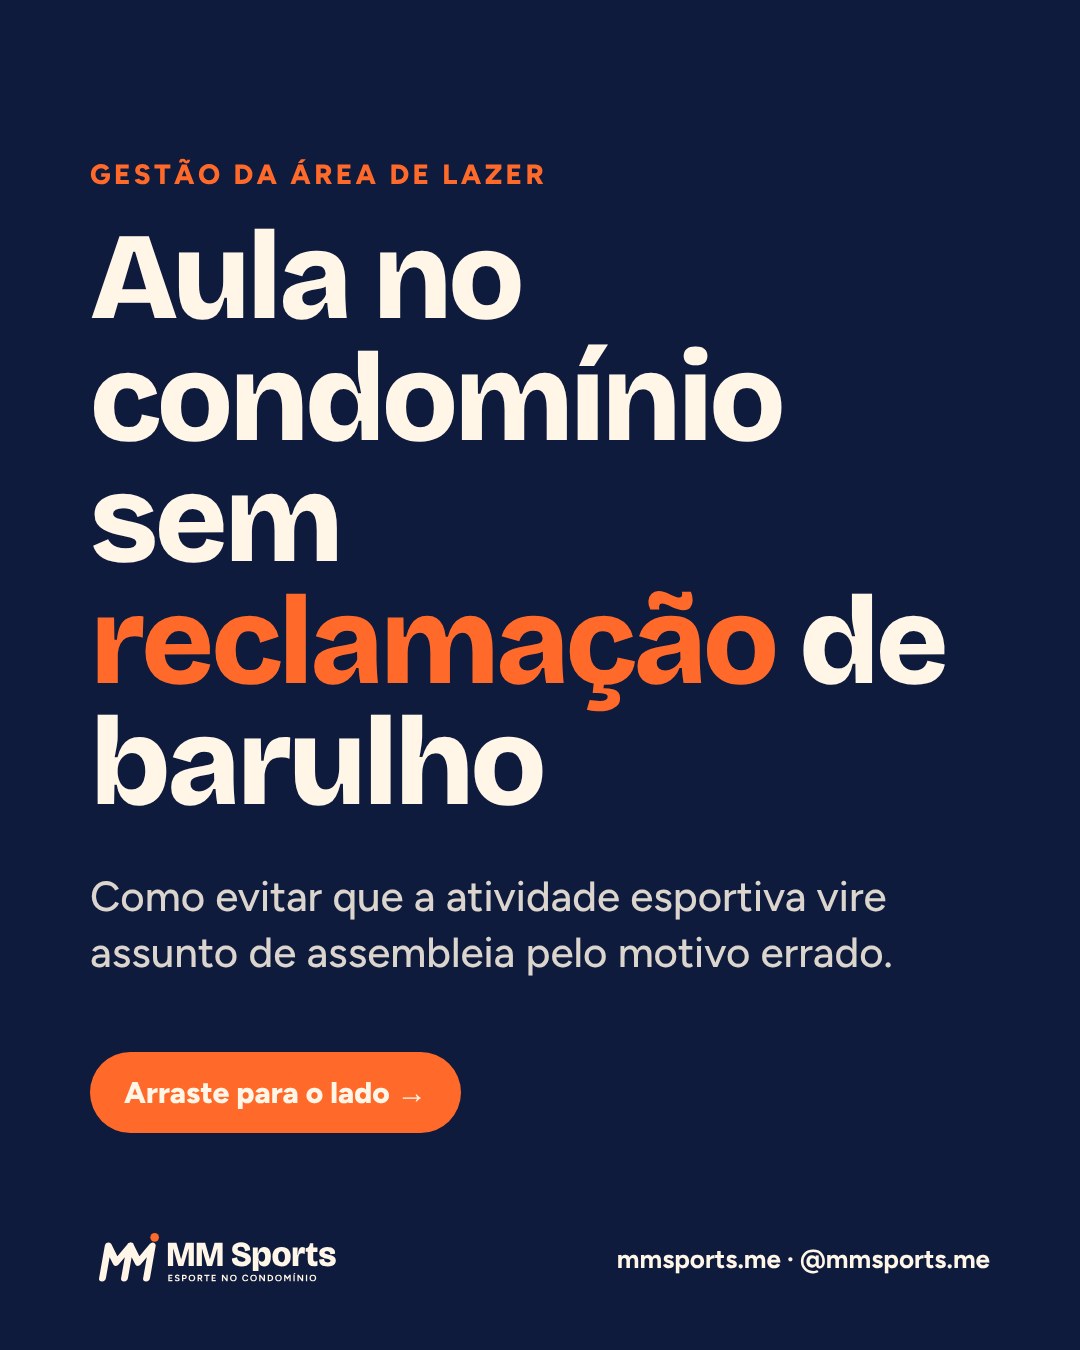 GESTÃO DA ÁREA DE LAZER
Aula no
condomínio
sem
reclamação de
barulho
Como evitar que a atividade esportiva vire
assunto de assembleia pelo motivo errado.
Arraste para o lado →
MM Sports
ESPORTE NO CONDOMÍNIO
mmsports.me · @mmsports.me